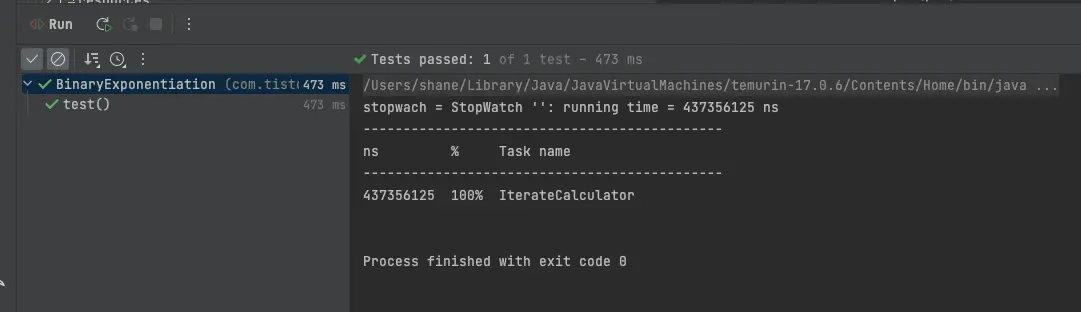 Run
Tests passed: 1 of 1 test – 473 ms
BinaryExponentiation (com.tist 473 ms
test() 473 ms
/Users/shane/Library/Java/JavaVirtualMachines/temurin-17.0.6/Contents/Home/bin/java ...
stopwach = StopWatch '': running time = 437356125 ns
---------------------------------------------
ns % Task name
---------------------------------------------
437356125 100% IterateCalculator
Process finished with exit code 0